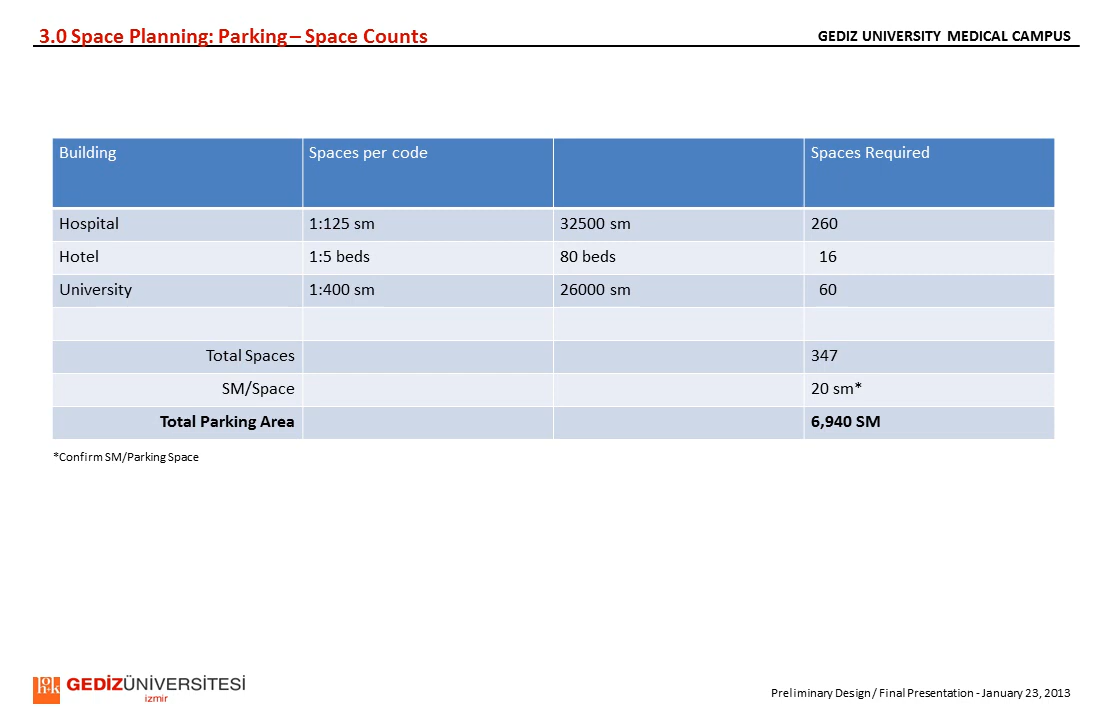 3.0 Space Planning: Parking – Space Counts
GEDIZ UNIVERSITY MEDICAL CAMPUS
Building Spaces per code Spaces Required
Hospital 1:125 sm 32500 sm 260
Hotel 1:5 beds 80 beds 16
University 1:400 sm 26000 sm 60
Total Spaces 347
SM/Space 20 sm*
Total Parking Area 6,940 SM
*Confirm SM/Parking Space
hok GEDİZÜNİVERSİTESİ
izmir
Preliminary Design / Final Presentation - January 23, 2013